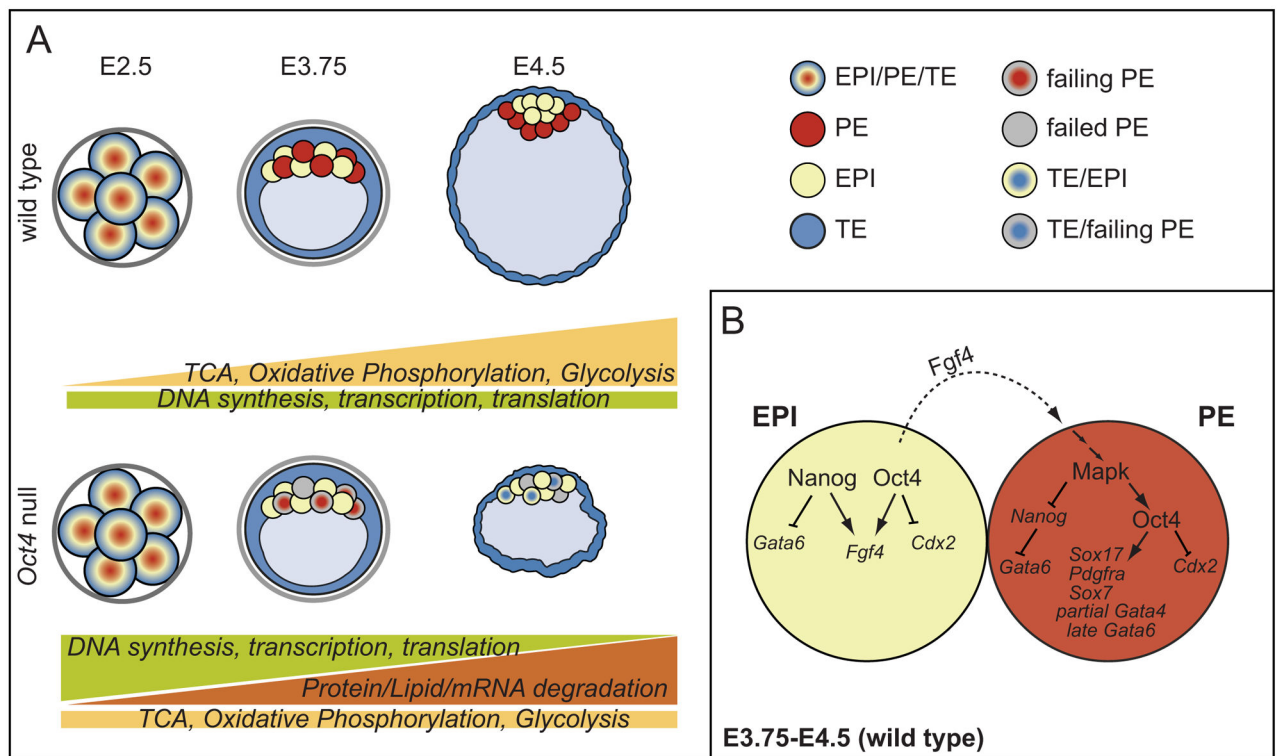 A
E2.5
E3.75
E4.5
wild type
EPI/PE/TE
PE
EPI
TE
failing PE
failed PE
TE/EPI
TE/failing PE
TCA, Oxidative Phosphorylation, Glycolysis
DNA synthesis, transcription, translation
Oct4 null
DNA synthesis, transcription, translation
Protein/Lipid/mRNA degradation
TCA, Oxidative Phosphorylation, Glycolysis
B
Fgf4
EPI
PE
Nanog
Oct4
Gata6
Fgf4
Cdx2
Mapk
Nanog
Oct4
Gata6
Sox17
Pdgfra
Sox7
partial Gata4
late Gata6
Cdx2
E3.75-E4.5 (wild type)